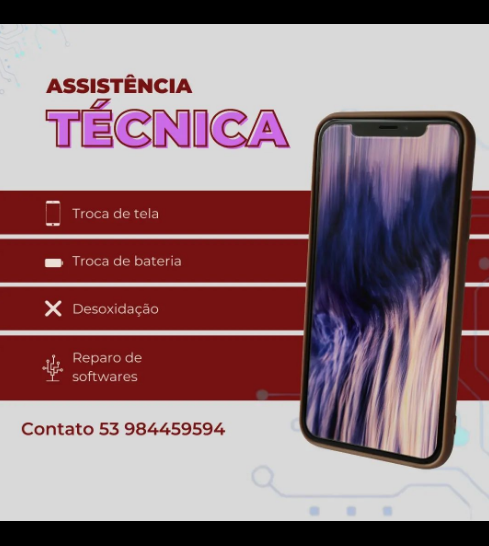 ASSISTÊNCIA
TÉCNICA
Troca de tela
Troca de bateria
Desoxidação
Reparo de
softwares
Contato 53 984459594